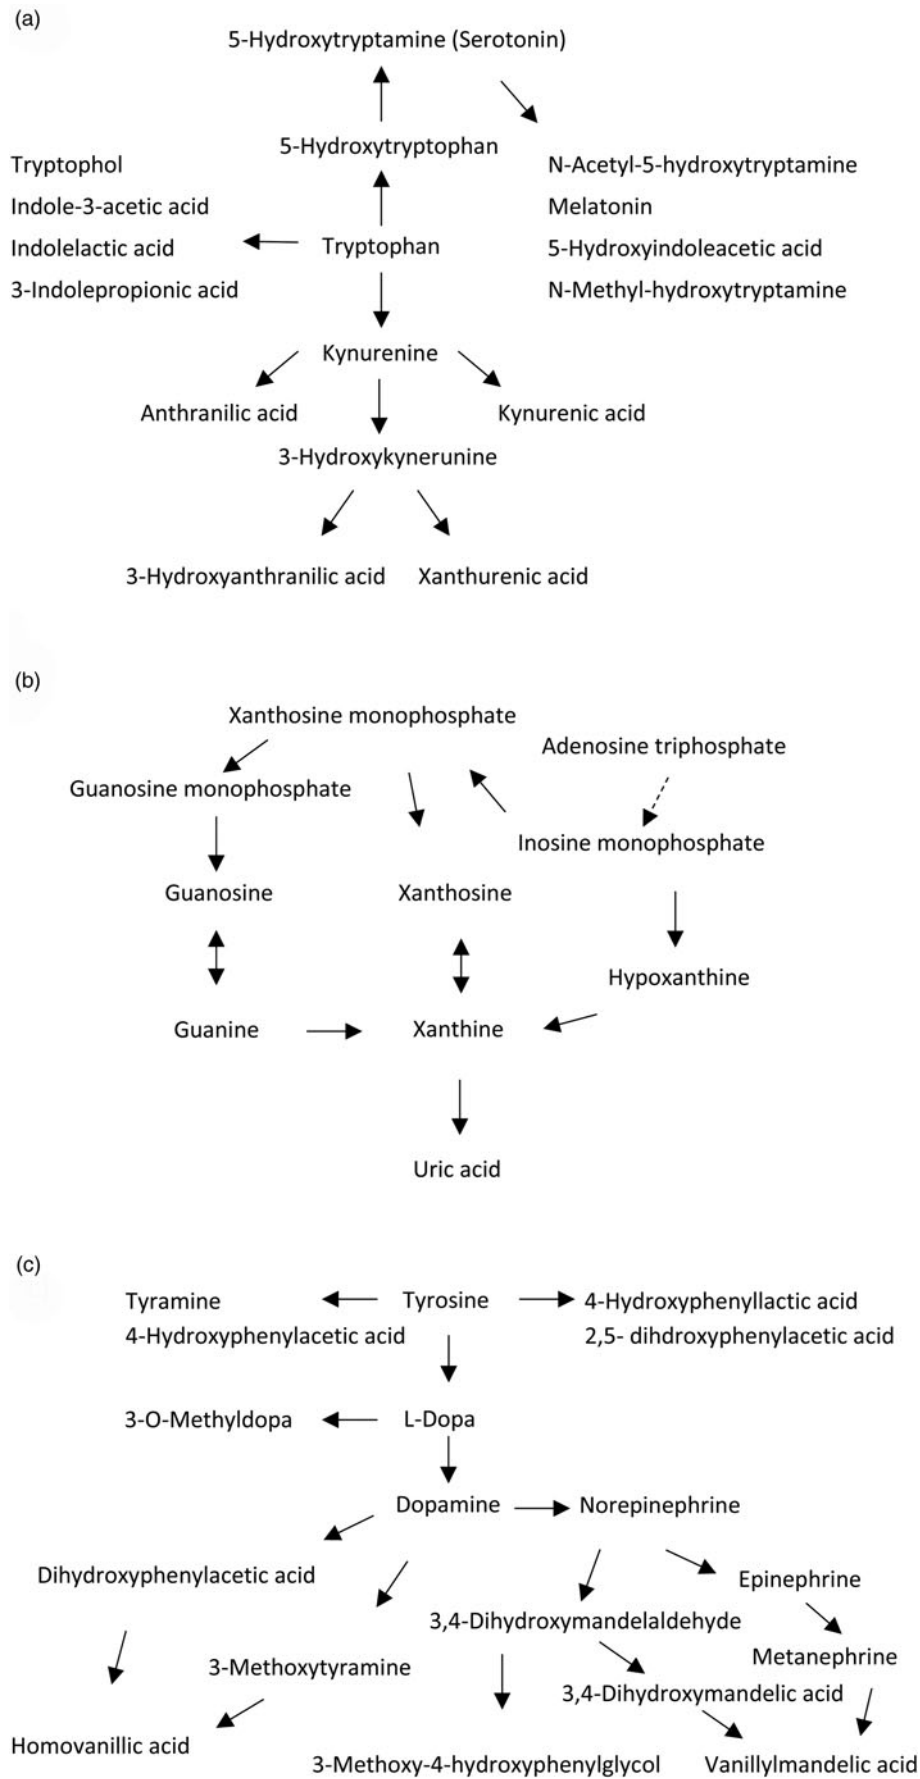 (a)
5-Hydroxytryptamine (Serotonin)
5-Hydroxytryptophan
Tryptophol
N-Acetyl-5-hydroxytryptamine
Indole-3-acetic acid
Melatonin
Indolelactic acid
Tryptophan
5-Hydroxyindoleacetic acid
3-Indolepropionic acid
N-Methyl-hydroxytryptamine
Kynurenine
Anthranilic acid
Kynurenic acid
3-Hydroxykynerunine
3-Hydroxyanthranilic acid
Xanthurenic acid
(b)
Xanthosine monophosphate
Adenosine triphosphate
Guanosine monophosphate
Inosine monophosphate
Guanosine
Xanthosine
Hypoxanthine
Guanine
Xanthine
Uric acid
(c)
Tyramine
Tyrosine
4-Hydroxyphenyllactic acid
4-Hydroxyphenylacetic acid
2,5- dihdroxyphenylacetic acid
3-O-Methyldopa
L-Dopa
Dopamine
Norepinephrine
Dihydroxyphenylacetic acid
Epinephrine
3,4-Dihydroxymandelaldehyde
Metanephrine
3-Methoxytyramine
3,4-Dihydroxymandelic acid
Homovanillic acid
3-Methoxy-4-hydroxyphenylglycol
Vanillylmandelic acid